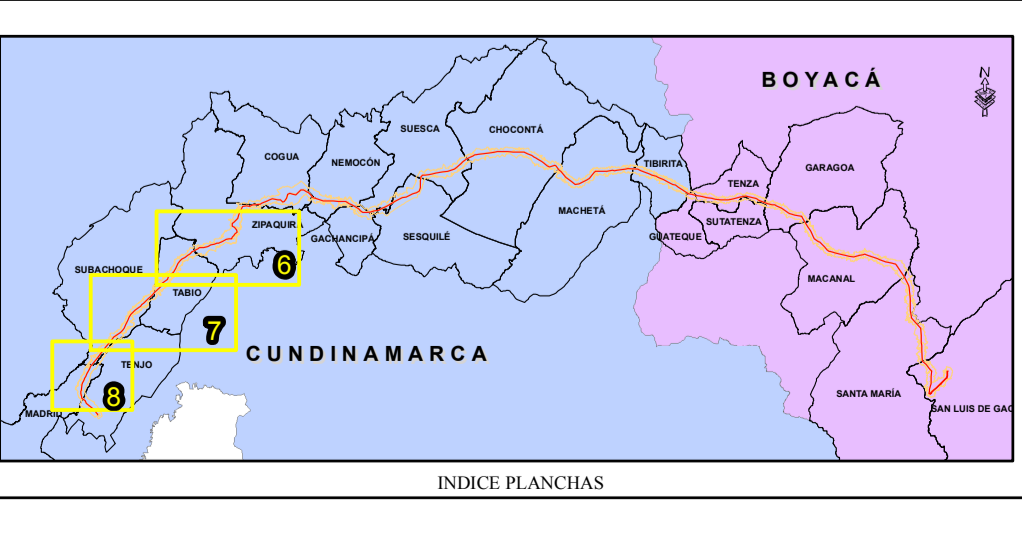 BOYACÁ
N
SUESCA
CHOCONTÁ
COGUA
NEMOCÓN
TIBIRITA
GARAGOA
TENZA
MACHETÁ
ZIPAQUIRA
SUTATENZA
GACHANCIPÁ
SESQUILÉ
GUATEQUE
6
SUBACHOQUE
MACANAL
TABIO
7
CUNDINAMARCA
TENJO
8
SANTA MARÍA
MADRID
SAN LUIS DE GAC
INDICE PLANCHAS